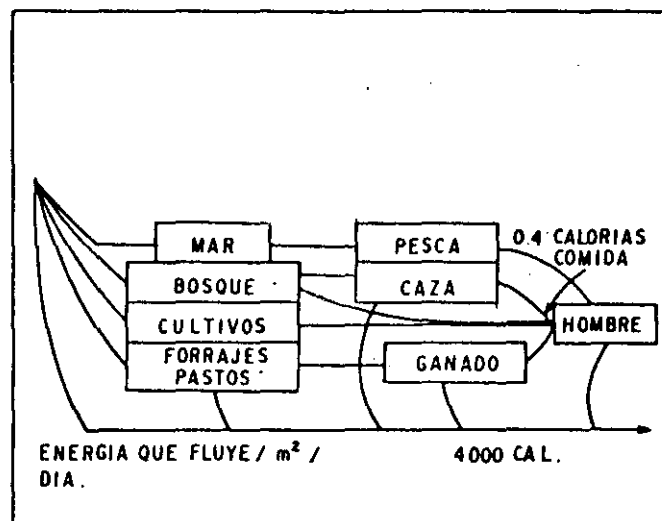 MAR
PESCA
0.4 CALORIAS
COMIDA
BOSQUE
CAZA
CULTIVOS
HOMBRE
FORRAJES
PASTOS
GANADO
ENERGIA QUE FLUYE / m² /
DIA.
4000 CAL.